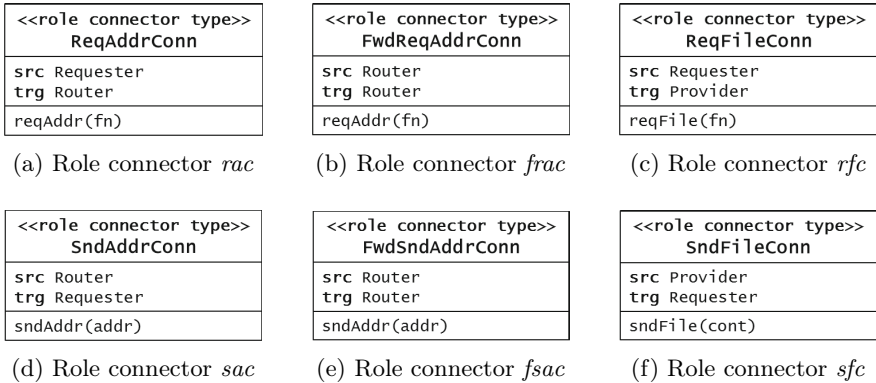 <<role connector type>>
ReqAddrConn
src Requester
trg Router
reqAddr(fn)
(a) Role connector rac
<<role connector type>>
FwdReqAddrConn
src Router
trg Router
reqAddr(fn)
(b) Role connector frac
<<role connector type>>
ReqFileConn
src Requester
trg Provider
reqFile(fn)
(c) Role connector rfc
<<role connector type>>
SndAddrConn
src Router
trg Requester
sndAddr(addr)
(d) Role connector sac
<<role connector type>>
FwdSndAddrConn
src Router
trg Router
sndAddr(addr)
(e) Role connector fsac
<<role connector type>>
SndFileConn
src Provider
trg Requester
sndFile(cont)
(f) Role connector sfc